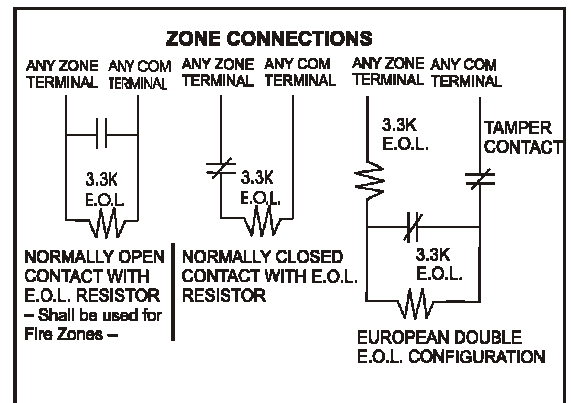 ZONE CONNECTIONS
ANY ZONE TERMINAL
ANY COM TERMINAL
ANY ZONE TERMINAL
ANY COM TERMINAL
ANY ZONE TERMINAL
ANY COM TERMINAL
3.3K
E.O.L.
NORMALLY OPEN
CONTACT WITH
E.O.L. RESISTOR
– Shall be used for
Fire Zones –
3.3K
E.O.L.
NORMALLY CLOSED
CONTACT WITH E.O.L.
RESISTOR
3.3K
E.O.L.
TAMPER
CONTACT
3.3K
E.O.L.
EUROPEAN DOUBLE
E.O.L. CONFIGURATION